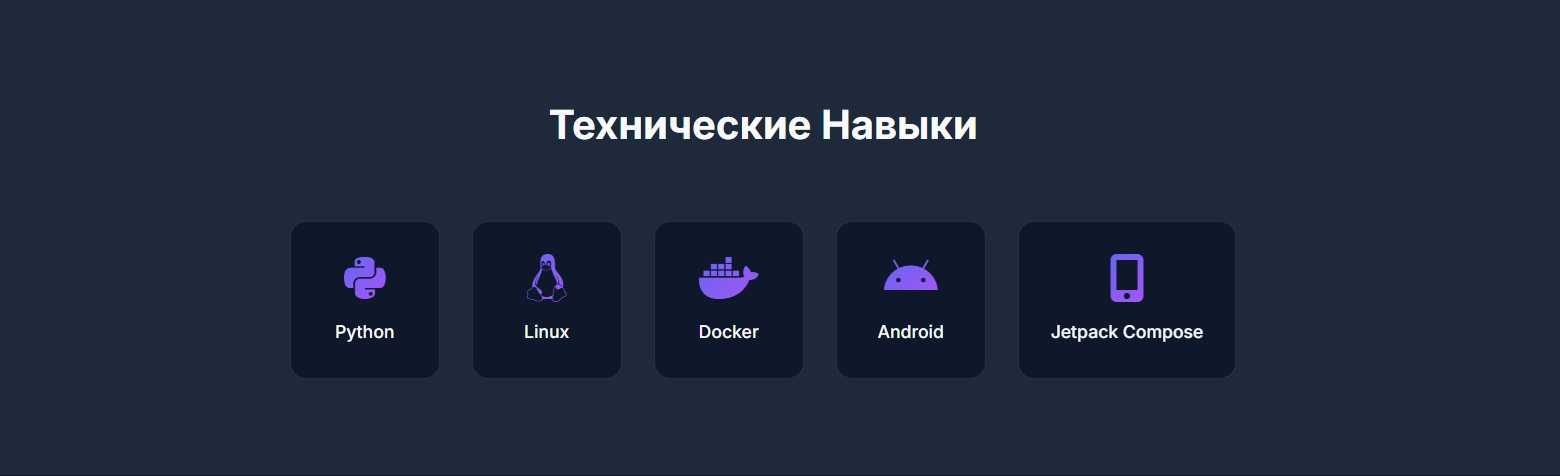 Технические Навыки
Python
Linux
Docker
Android
Jetpack Compose